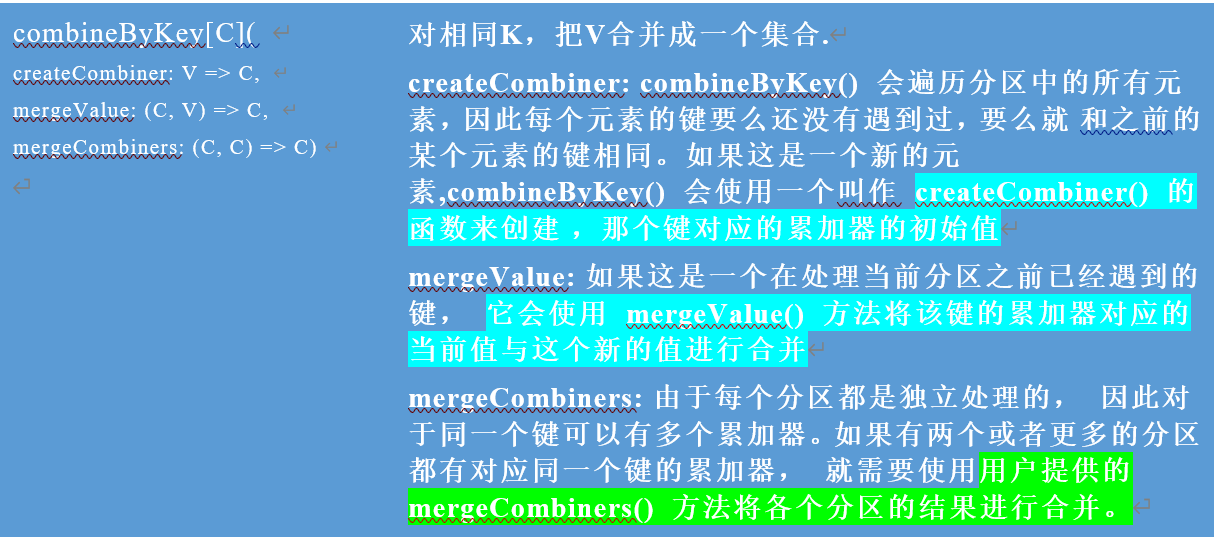 combineByKey[C](
createCombiner: V => C,
mergeValue: (C, V) => C,
mergeCombiners: (C, C) => C)
对相同K，把V合并成一个集合.
createCombiner: combineByKey() 会遍历分区中的所有元
素，因此每个元素的键要么还没有遇到过，要么就 和之前的
某个元素的键相同。如果这是一个新的元
素,combineByKey() 会使用一个叫作 createCombiner() 的
函数来创建 ，那个键对应的累加器的初始值
mergeValue: 如果这是一个在处理当前分区之前已经遇到的
键， 它会使用 mergeValue() 方法将该键的累加器对应的
当前值与这个新的值进行合并
mergeCombiners: 由于每个分区都是独立处理的， 因此对
于同一个键可以有多个累加器。如果有两个或者更多的分区
都有对应同一个键的累加器， 就需要使用用户提供的
mergeCombiners() 方法将各个分区的结果进行合并。